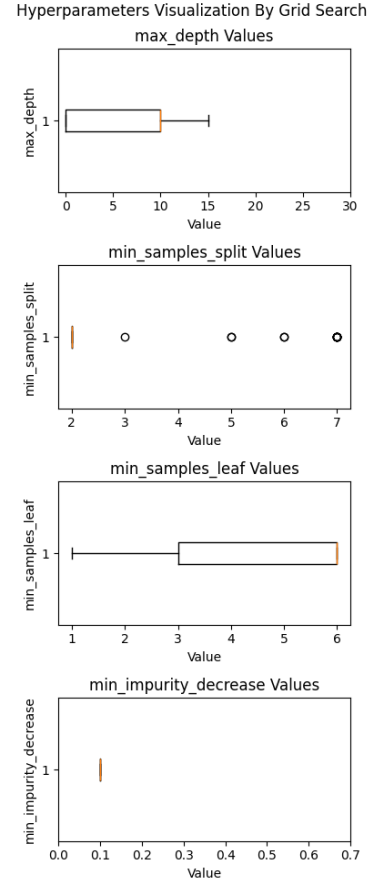 Hyperparameters Visualization By Grid Search
max_depth Values
max_depth
1
0 5 10 15 20 25 30
Value
min_samples_split Values
min_samples_split
1
2 3 4 5 6 7
Value
min_samples_leaf Values
min_samples_leaf
1
1 2 3 4 5 6
Value
min_impurity_decrease Values
min_impurity_decrease
1
0.0 0.1 0.2 0.3 0.4 0.5 0.6 0.7
Value